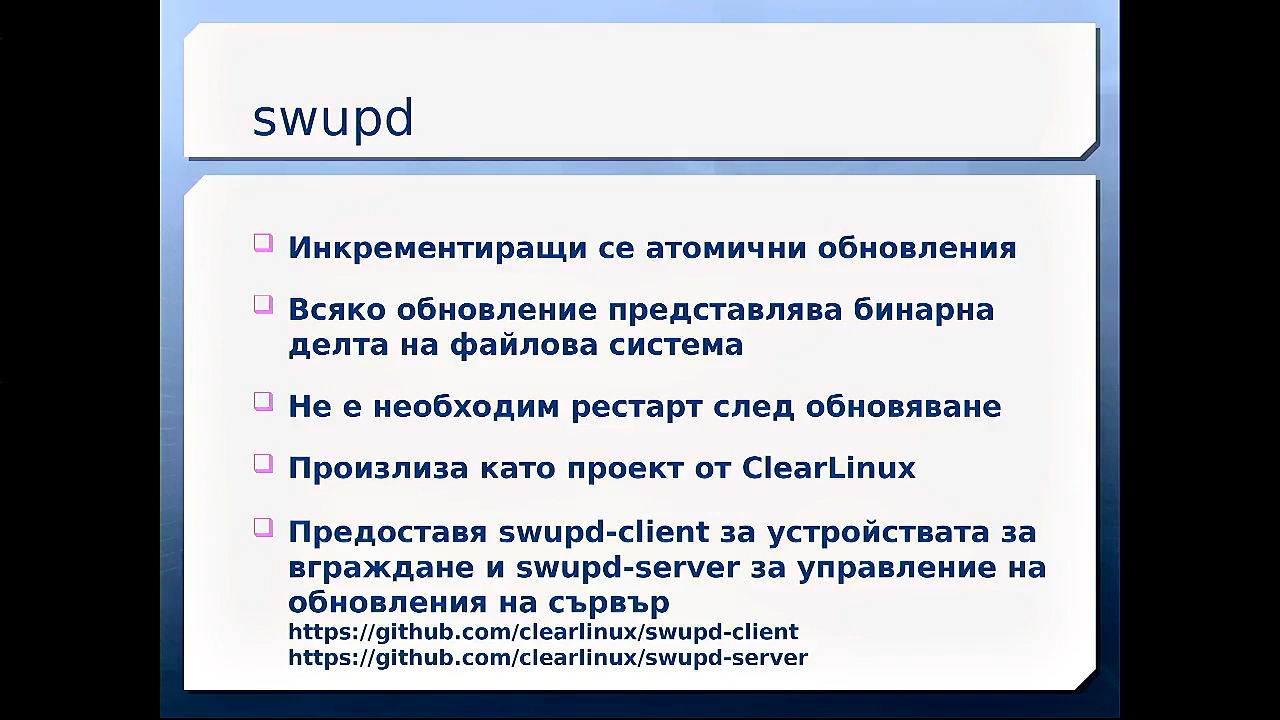 swupd
Инкрементиращи се атомични обновления
Всяко обновление представлява бинарна
делта на файлова система
Не е необходим рестарт след обновяване
Произлиза като проект от ClearLinux
Предоставя swupd-client за устройствата за
вграждане и swupd-server за управление на
обновления на сървър
https://github.com/clearlinux/swupd-client
https://github.com/clearlinux/swupd-server